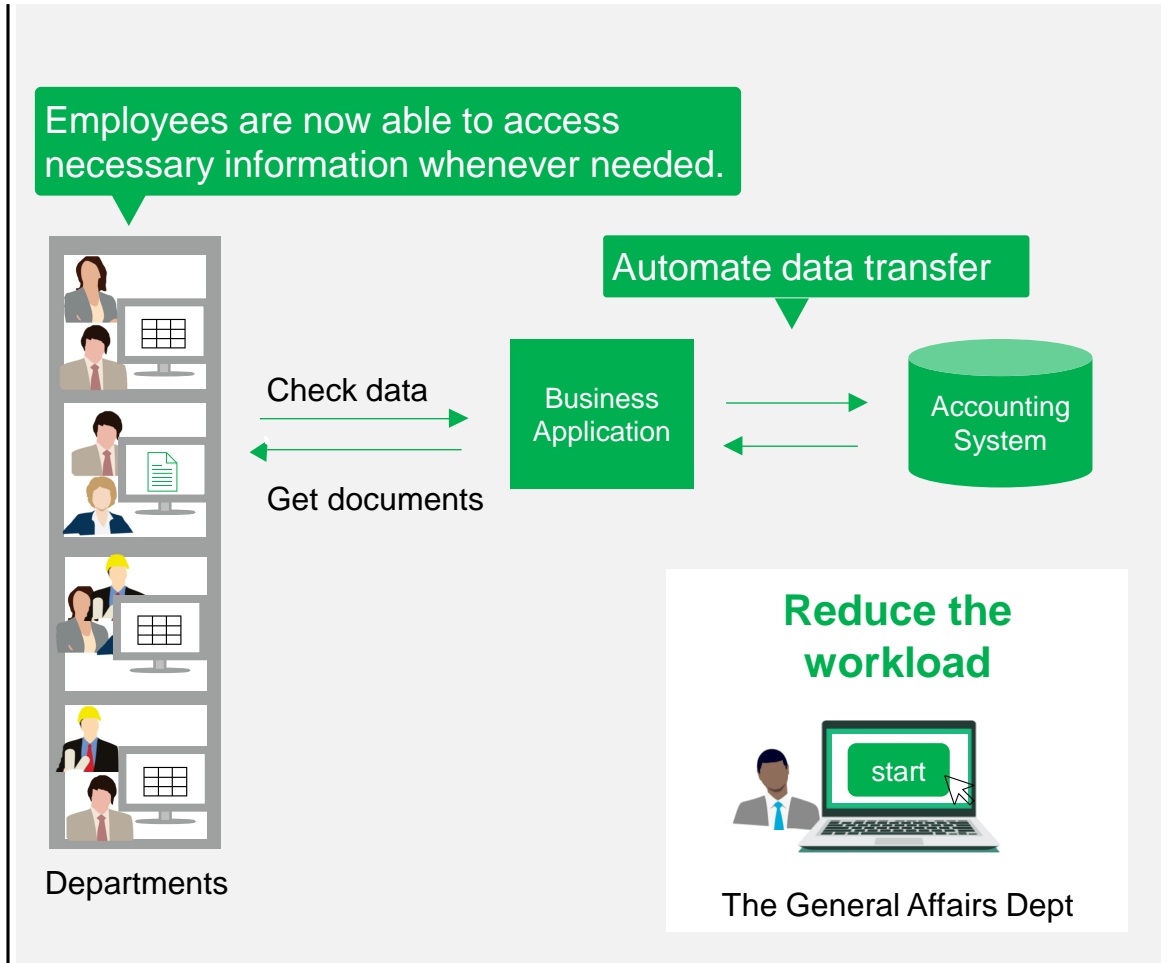 Employees are now able to access
necessary information whenever needed.
Automate data transfer
Check data
Get documents
Business
Application
Accounting
System
Reduce the
workload
start
Departments
The General Affairs Dept